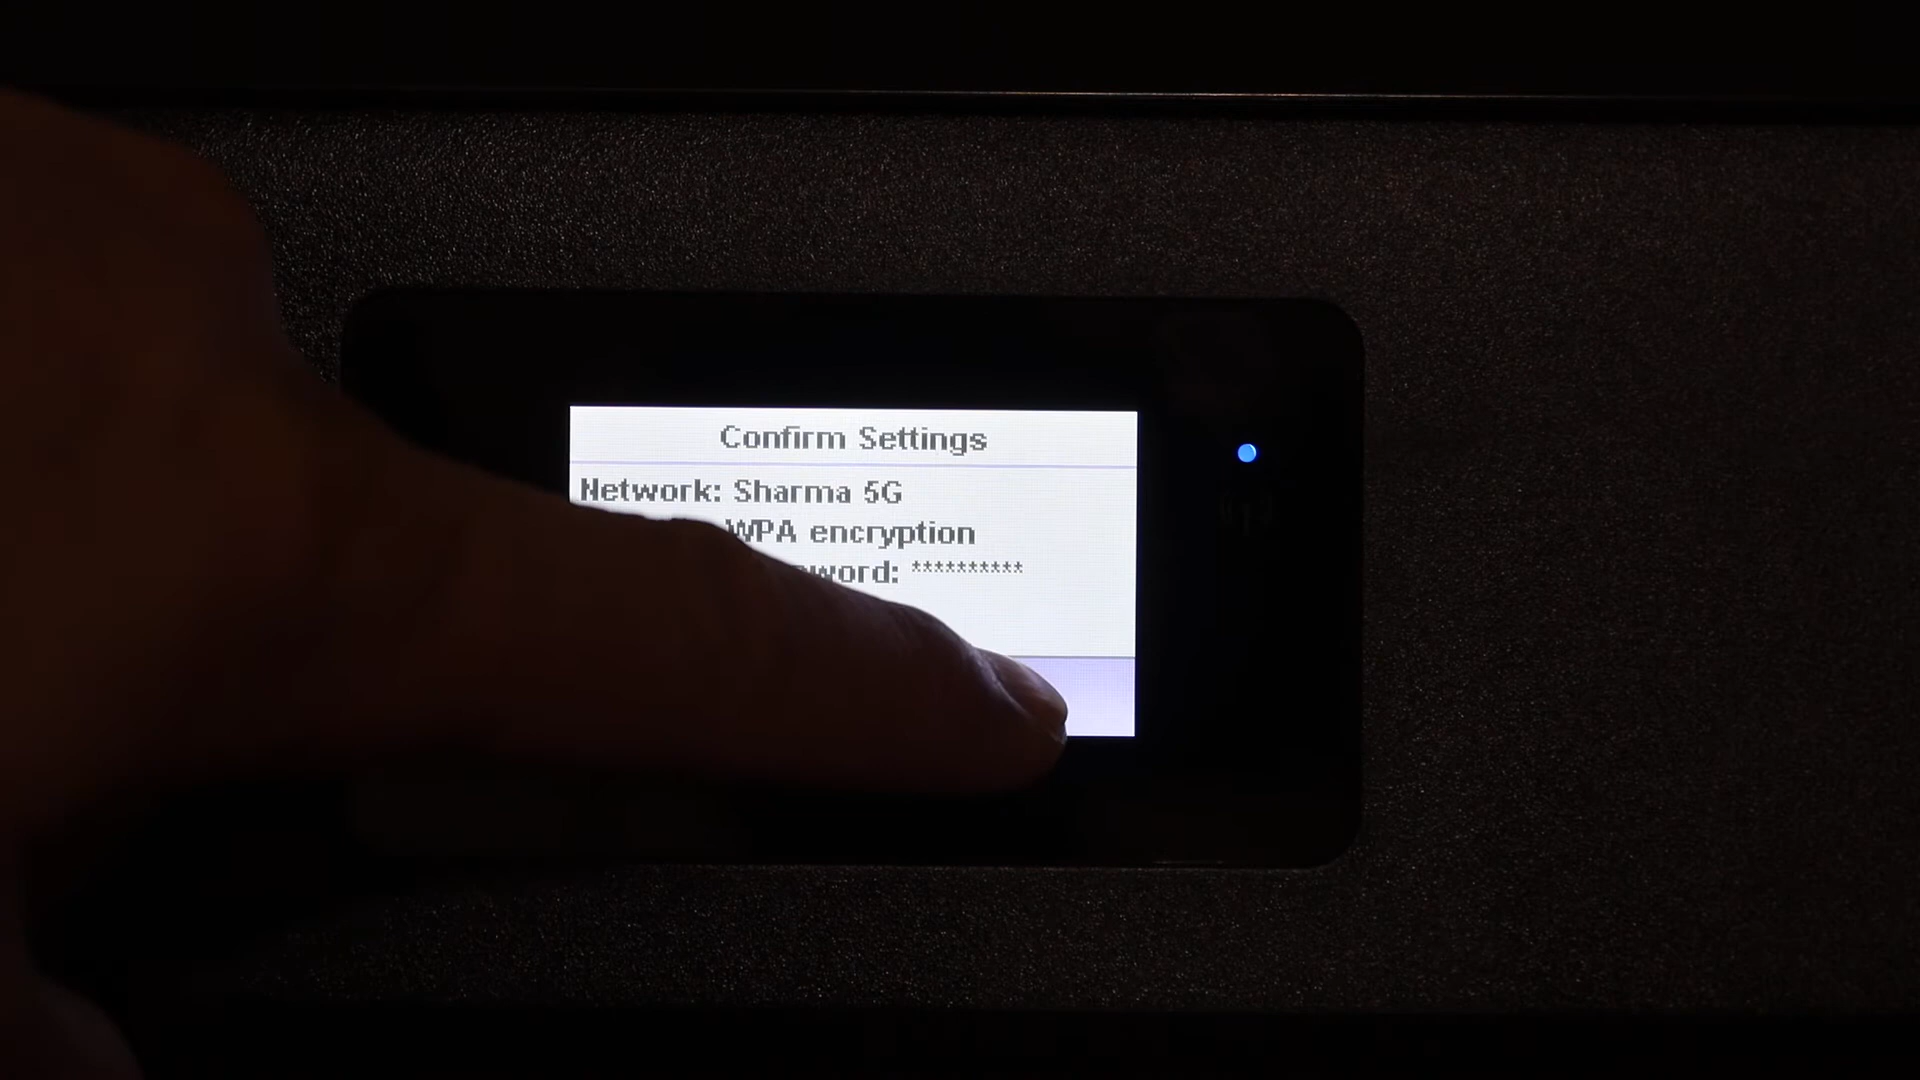 Confirm Settings
Network: Sharma 5G
WPA encryption
**********